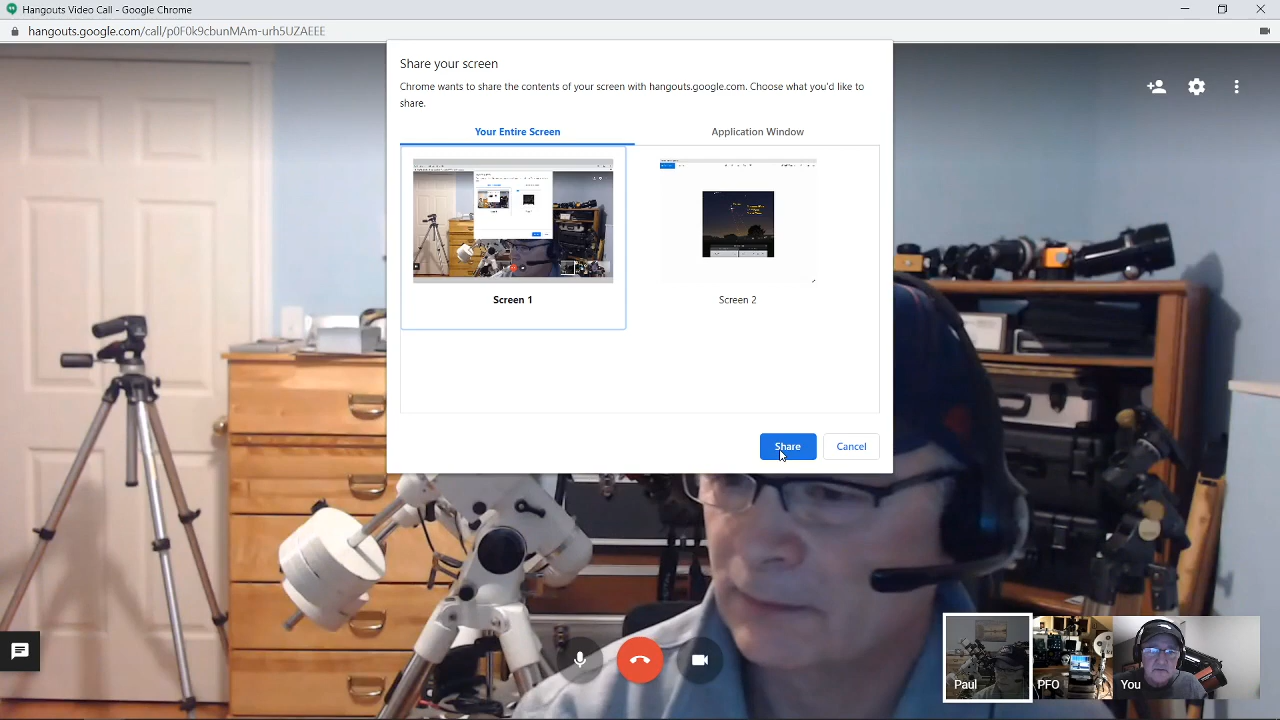 Hangouts Video Call - Google Chrome
hangouts.google.com/call/p0F0k9cbunMAm-urh5UZAEEE
Share your screen
Chrome wants to share the contents of your screen with hangouts.google.com. Choose what you'd like to
share.
Your Entire Screen
Application Window
Screen 1
Screen 2
Share
Cancel
Paul
PFO
You